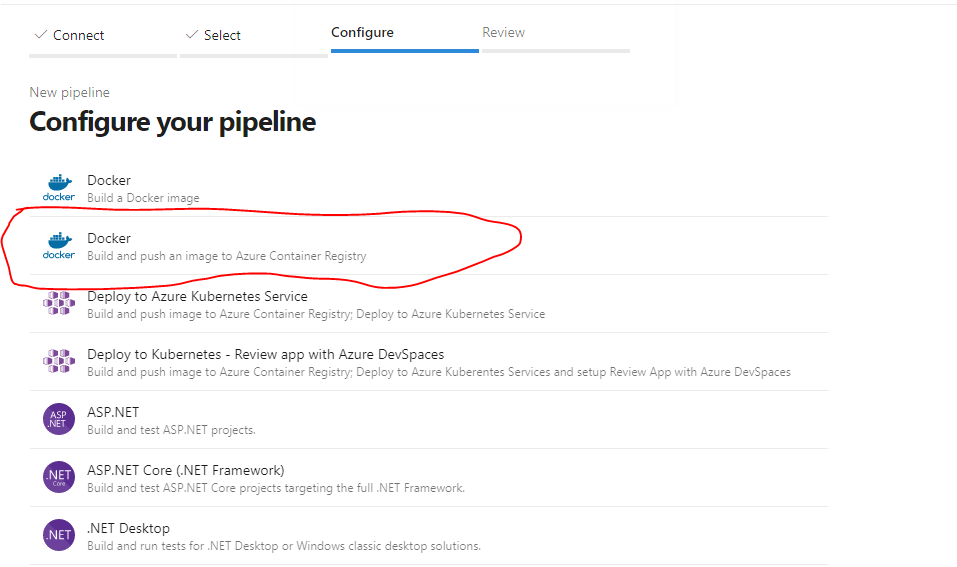 Connect
Select
Configure
Review
New pipeline
Configure your pipeline
docker
Docker
Build a Docker image
docker
Docker
Build and push an image to Azure Container Registry
Deploy to Azure Kubernetes Service
Build and push image to Azure Container Registry; Deploy to Azure Kubernetes Service
Deploy to Kubernetes - Review app with Azure DevSpaces
Build and push image to Azure Container Registry; Deploy to Azure Kuberentes Services and setup Review App with Azure DevSpaces
ASP
.NET
ASP.NET
Build and test ASP.NET projects.
.NET
Core
ASP.NET Core (.NET Framework)
Build and test ASP.NET Core projects targeting the full .NET Framework.
.NET
.NET Desktop
Build and run tests for .NET Desktop or Windows classic desktop solutions.